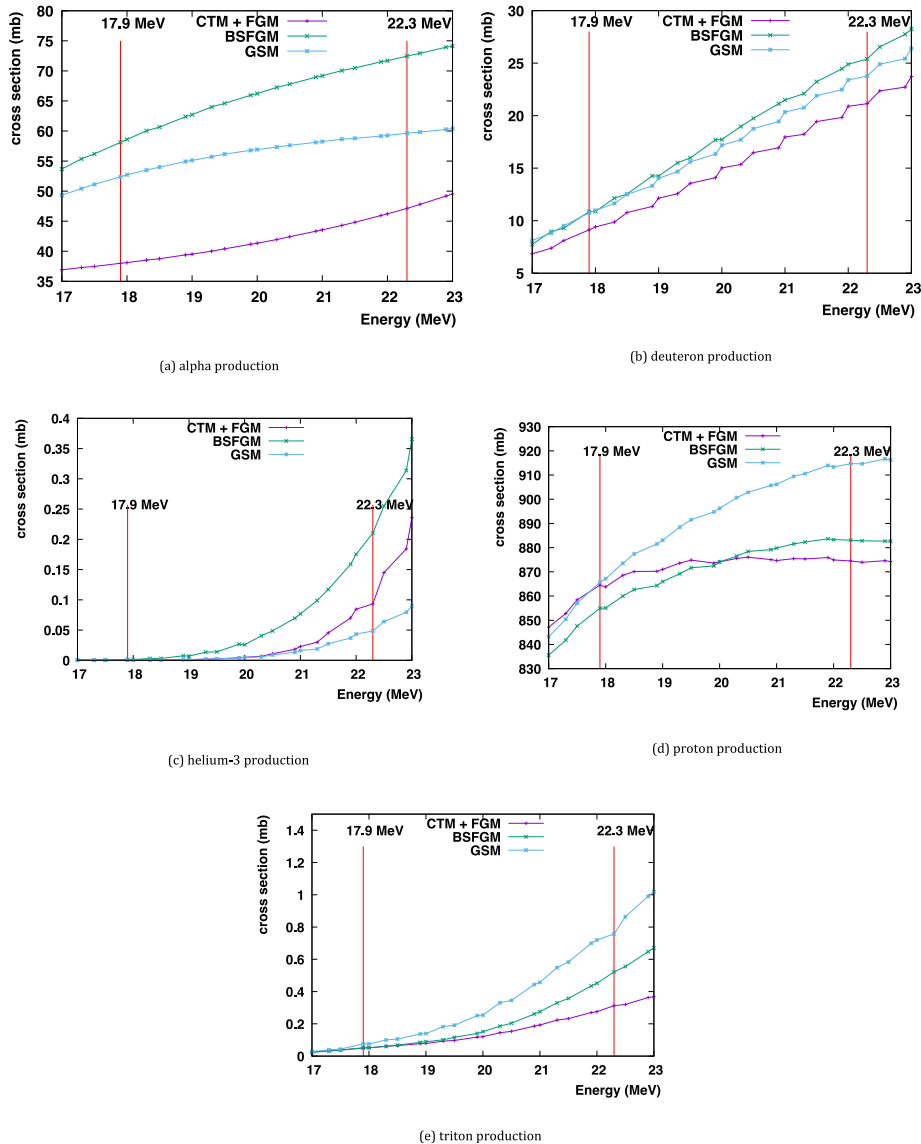 17.9 MeV
CTM + FGM
BSFGM
GSM
22.3 MeV
cross section (mb)
80
75
70
65
60
55
50
45
40
35
17 18 19 20 21 22 23
Energy (MeV)
(a) alpha production
17.9 MeV
CTM + FGM
BSFGM
GSM
22.3 MeV
cross section (mb)
30
25
20
15
10
5
17 18 19 20 21 22 23
Energy (MeV)
(b) deuteron production
CTM + FGM
BSFGM
GSM
17.9 MeV
22.3 MeV
cross section (mb)
0.4
0.35
0.3
0.25
0.2
0.15
0.1
0.05
0
17 18 19 20 21 22 23
Energy (MeV)
(c) helium-3 production
CTM + FGM
BSFGM
GSM
17.9 MeV
22.3 MeV
cross section (mb)
930
920
910
900
890
880
870
860
850
840
830
17 18 19 20 21 22 23
Energy (MeV)
(d) proton production
17.9 MeV
CTM + FGM
BSFGM
GSM
22.3 MeV
cross section (mb)
1.4
1.2
1
0.8
0.6
0.4
0.2
0
17 18 19 20 21 22 23
Energy (MeV)
(e) triton production